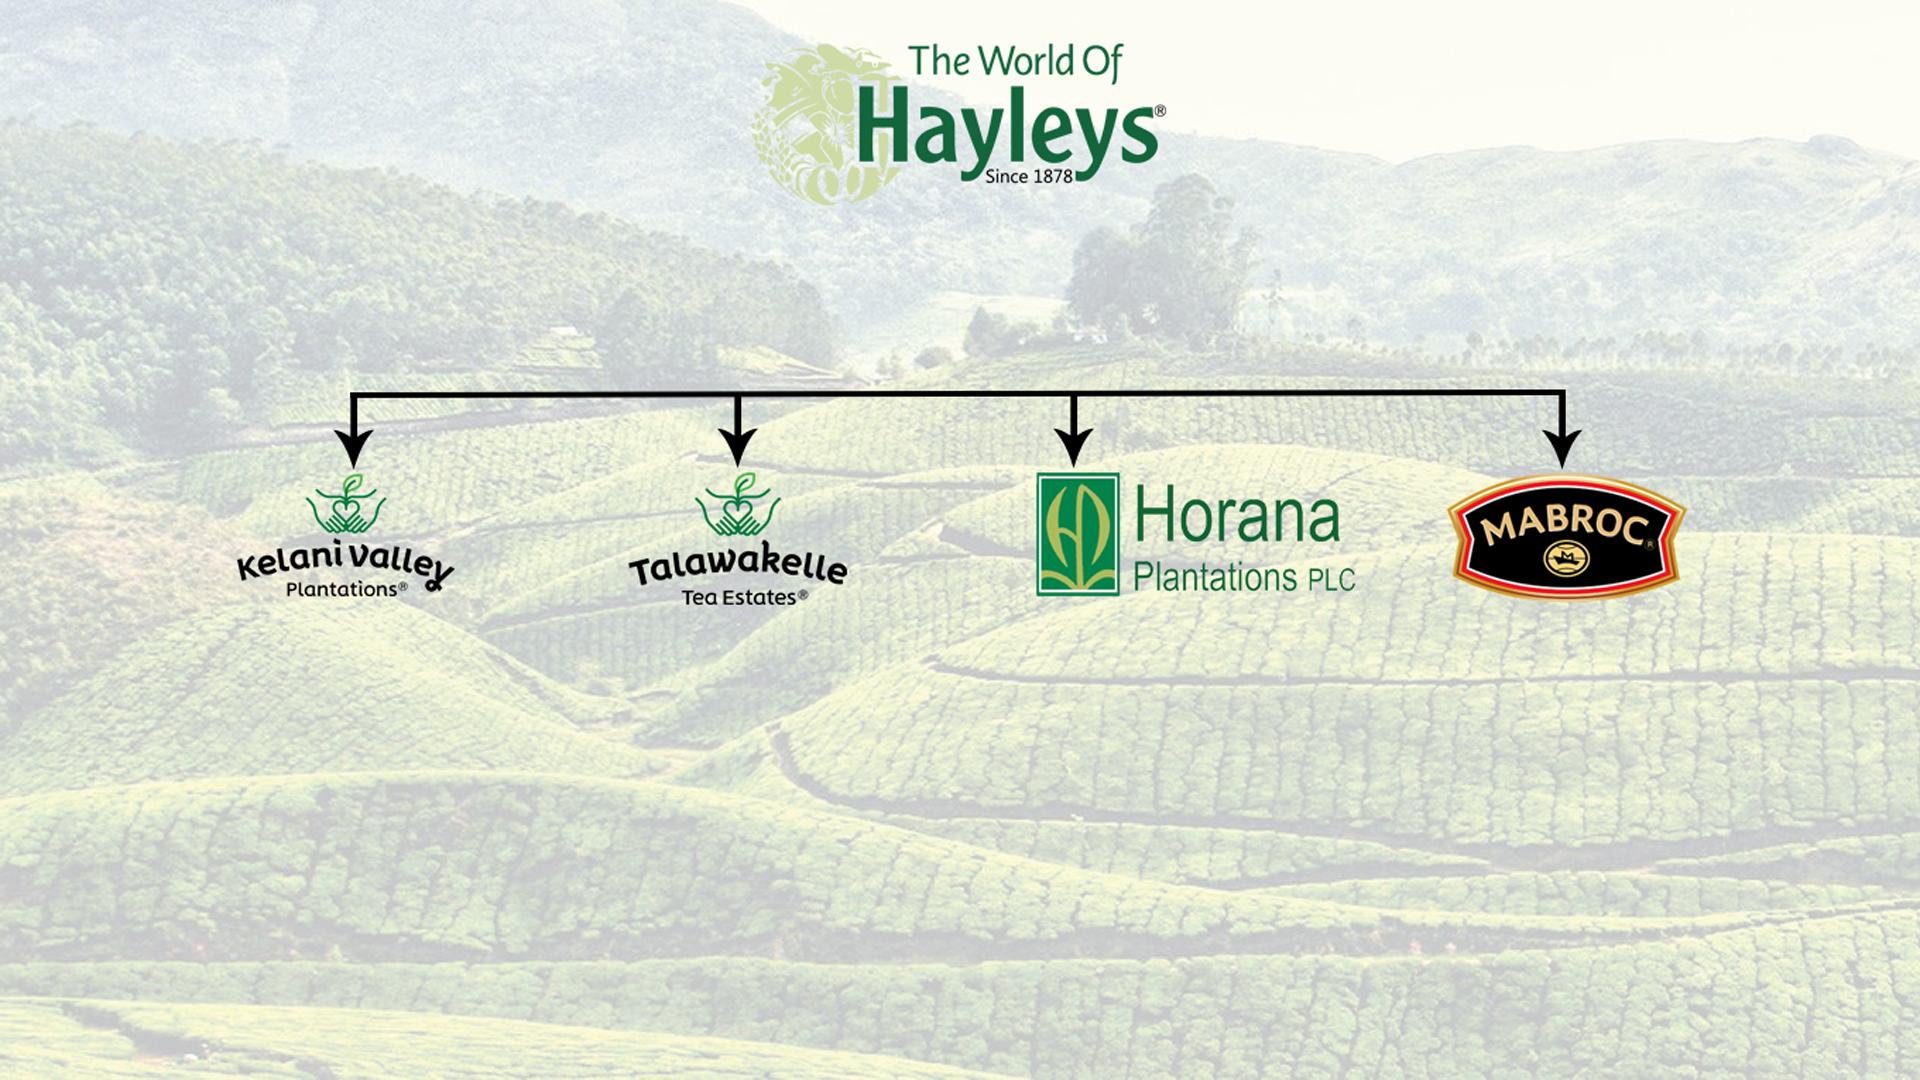 The World Of
Hayleys®
Since 1878
Kelani Valley
Plantations®
Talawakelle
Tea Estates®
Horana
Plantations PLC
MABROC®